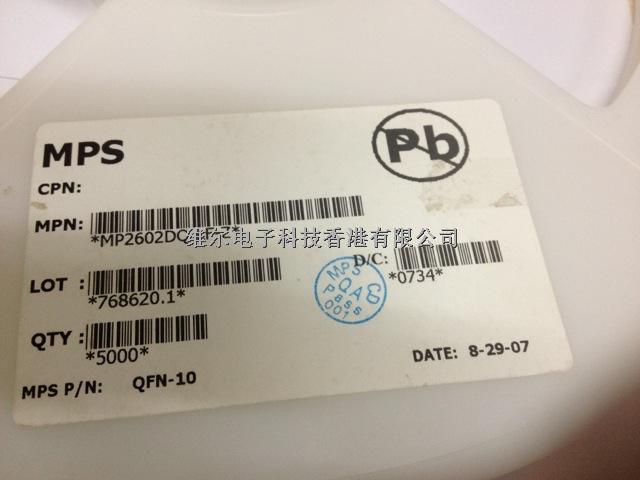 MPS
Pb
CPN:
MPN:
维尔电子科技香港有限公司
LOT :
*768620.1*
D/C:
*0734*
MPS
QA
Pass
001
QTY :
*5000*
DATE: 8-29-07
MPS P/N: QFN-10